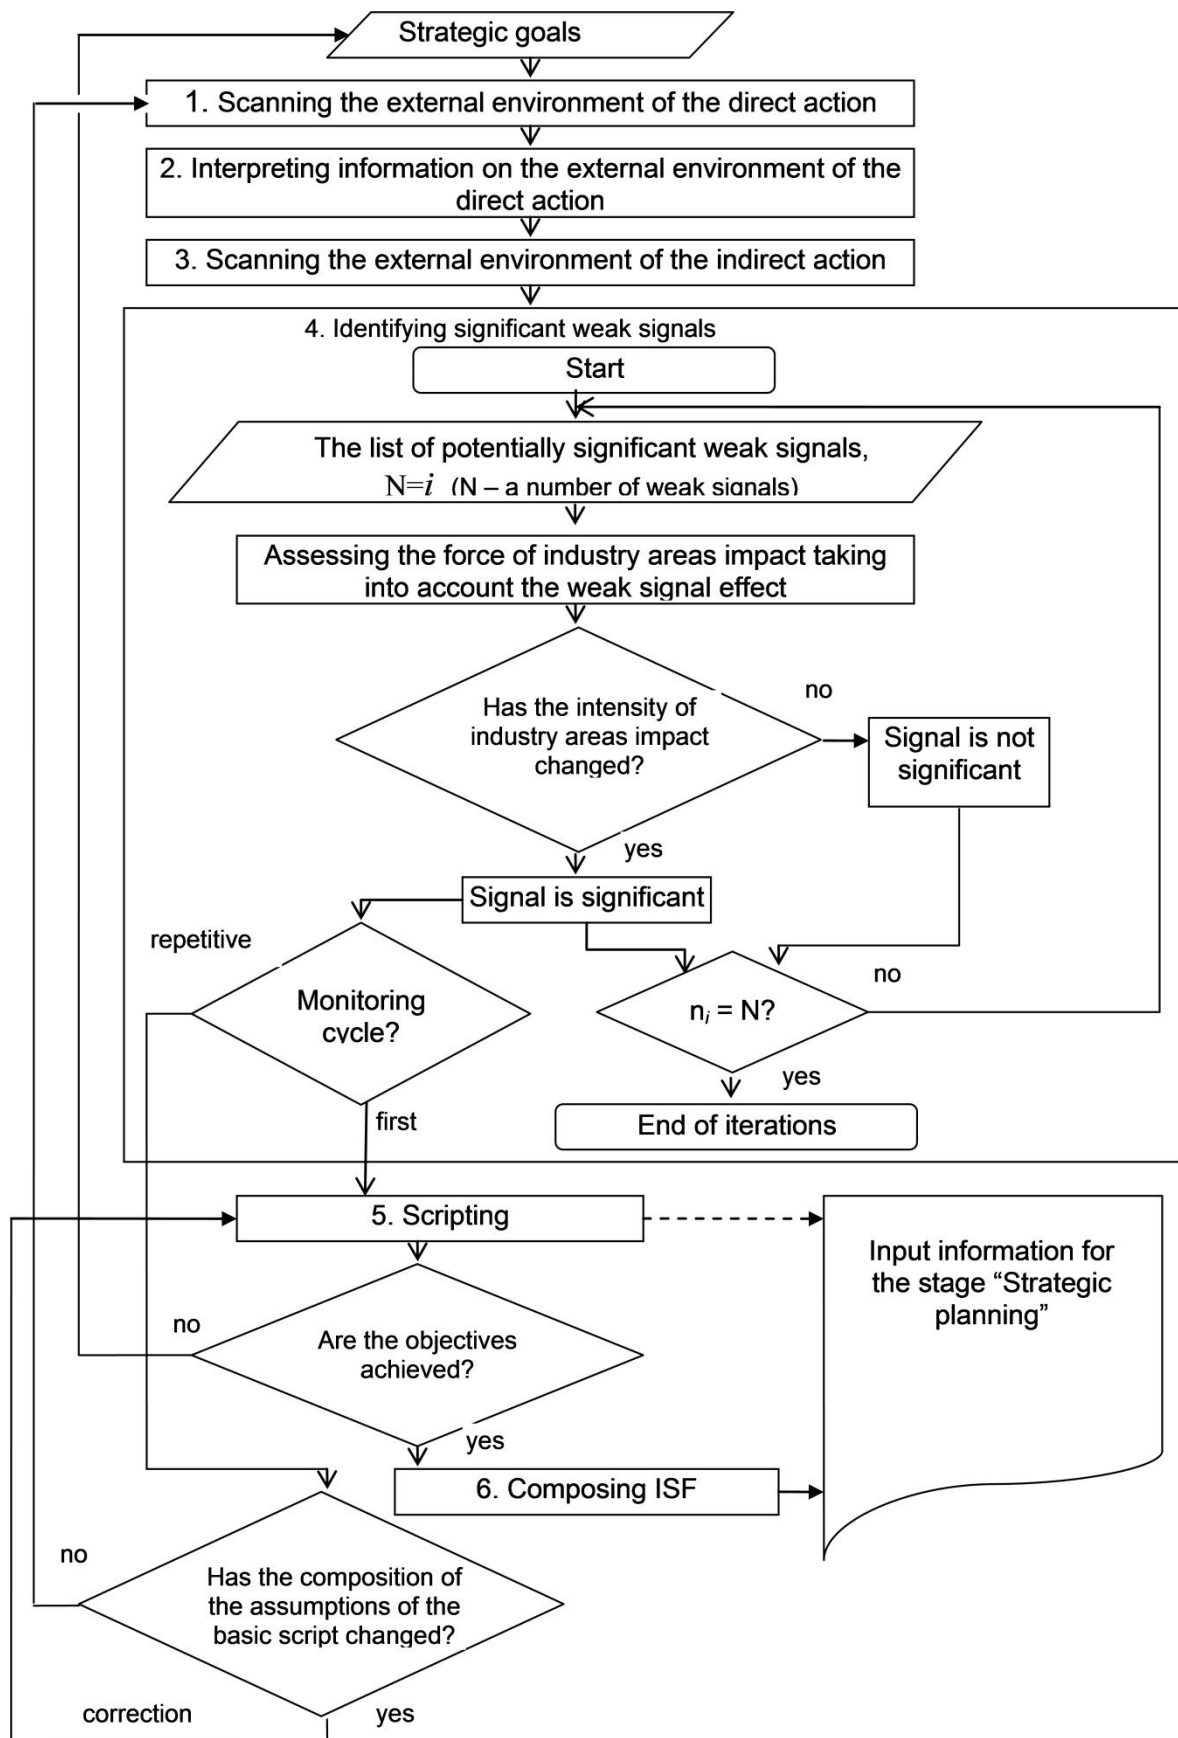 Strategic goals
1. Scanning the external environment of the direct action
2. Interpreting information on the external environment of the
direct action
3. Scanning the external environment of the indirect action
4. Identifying significant weak signals
Start
The list of potentially significant weak signals,
N=i (N – a number of weak signals)
Assessing the force of industry areas impact taking
into account the weak signal effect
Has the intensity of
industry areas impact
changed?
no
Signal is not
significant
yes
Signal is significant
repetitive
Monitoring
cycle?
nᵢ = N?
no
yes
first
End of iterations
5. Scripting
Input information for
the stage “Strategic
planning”
no
Are the objectives
achieved?
yes
6. Composing ISF
no
Has the composition of
the assumptions of the
basic script changed?
correction
yes